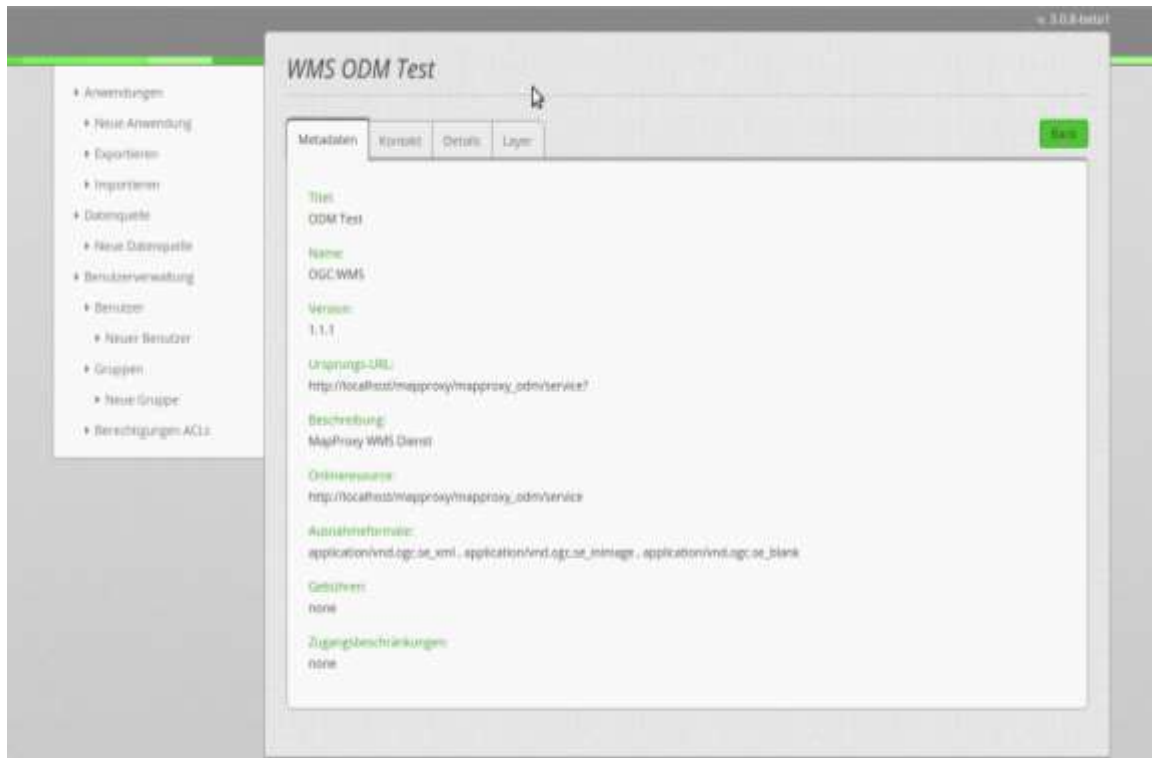 v. 3.0.8-beta1
WMS ODM Test
Anwendungen
Neue Anwendung
Exportieren
Importieren
Datenquelle
Neue Datenquelle
Benutzerverwaltung
Benutzer
Neuer Benutzer
Gruppen
Neue Gruppe
Berechtigungen ACLs
Metadaten Kontakt Details Layer
Back
Titel:
ODM Test
Name:
OGC:WMS
Version:
1.1.1
Ursprungs-URL:
http://localhost/mapproxy/mapproxy_odm/service?
Beschreibung:
MapProxy WMS Dienst
Onlineresource:
http://localhost/mapproxy/mapproxy_odm/service
Ausnahmeformate:
application/vnd.ogc.se_xml , application/vnd.ogc.se_inimage , application/vnd.ogc.se_blank
Gebühren:
none
Zugangsbeschränkungen:
none